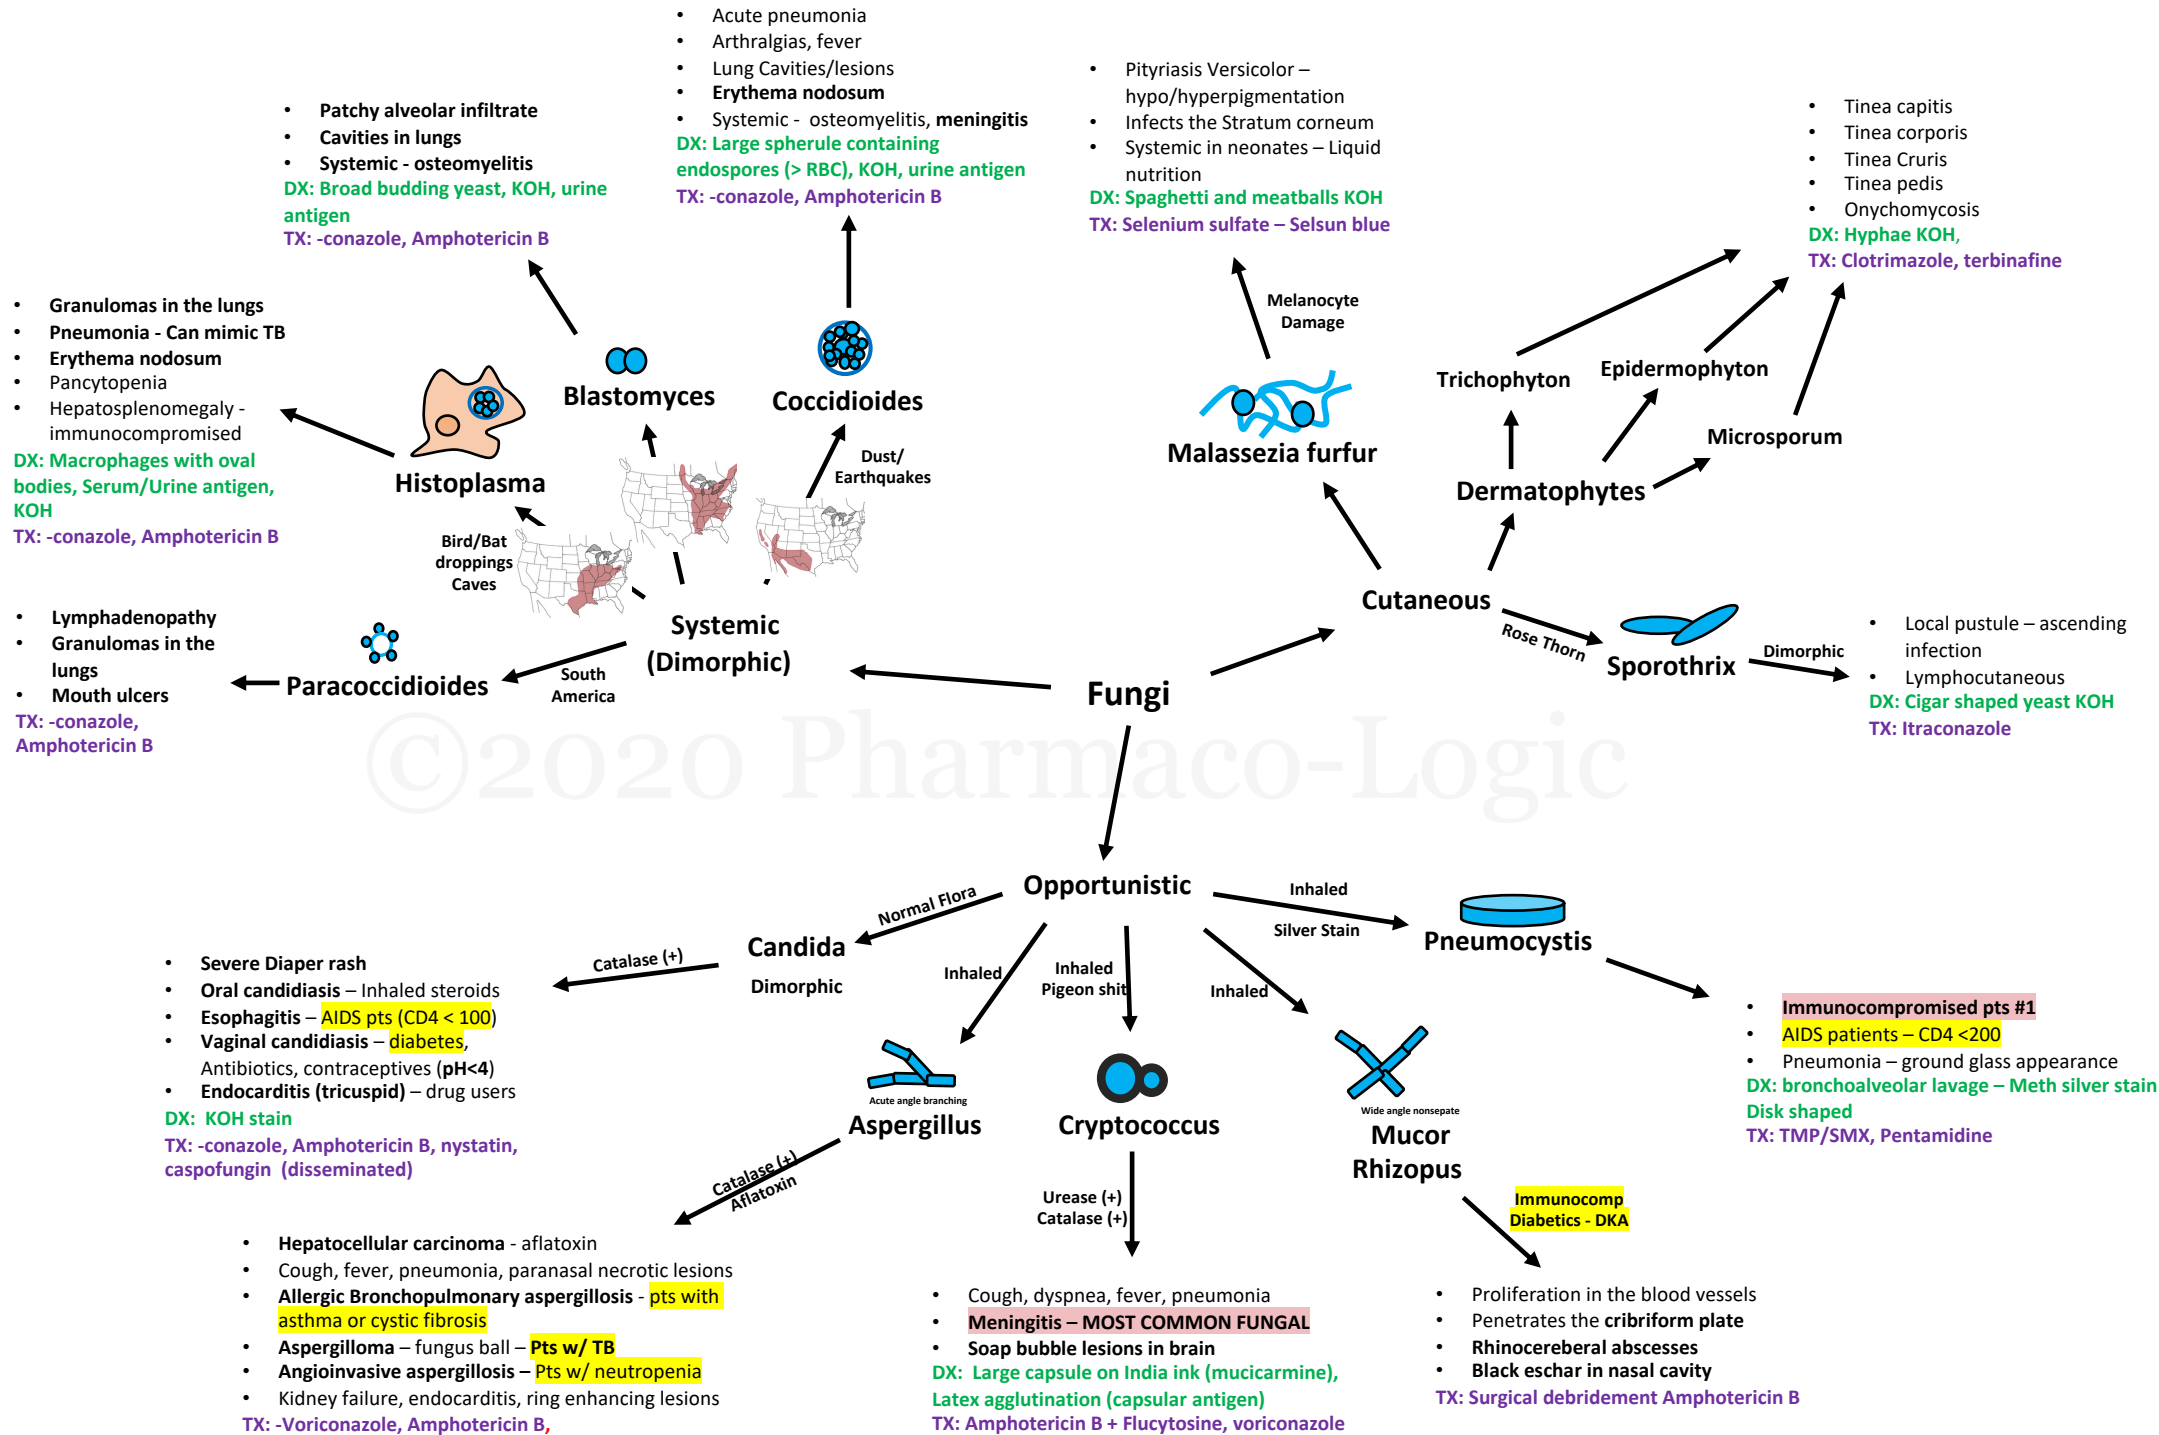 • Acute pneumonia
• Arthralgias, fever
• Lung Cavities/lesions
• Erythema nodosum
• Systemic - osteomyelitis, meningitis
DX: Large spherule containing
endospores (> RBC), KOH, urine antigen
TX: -conazole, Amphotericin B
• Patchy alveolar infiltrate
• Cavities in lungs
• Systemic - osteomyelitis
DX: Broad budding yeast, KOH, urine
antigen
TX: -conazole, Amphotericin B
• Pityriasis Versicolor –
hypo/hyperpigmentation
• Infects the Stratum corneum
• Systemic in neonates – Liquid
nutrition
DX: Spaghetti and meatballs KOH
TX: Selenium sulfate – Selsun blue
• Tinea capitis
• Tinea corporis
• Tinea Cruris
• Tinea pedis
• Onychomycosis
DX: Hyphae KOH,
TX: Clotrimazole, terbinafine
• Granulomas in the lungs
• Pneumonia - Can mimic TB
• Erythema nodosum
• Pancytopenia
• Hepatosplenomegaly -
immunocompromised
DX: Macrophages with oval
bodies, Serum/Urine antigen,
KOH
TX: -conazole, Amphotericin B
Histoplasma
Blastomyces
Coccidioides
Dust/
Earthquakes
Bird/Bat
droppings
Caves
Melanocyte
Damage
Malassezia furfur
Trichophyton
Epidermophyton
Microsporum
Dermatophytes
Cutaneous
Rose Thorn
Sporothrix
Dimorphic
• Local pustule – ascending
infection
• Lymphocutaneous
DX: Cigar shaped yeast KOH
TX: Itraconazole
• Lymphadenopathy
• Granulomas in the
lungs
• Mouth ulcers
TX: -conazole,
Amphotericin B
Paracoccidioides
South
America
Systemic
(Dimorphic)
Fungi
©2020 Pharmaco-Logic
Opportunistic
Normal Flora
Candida
Dimorphic
Catalase (+)
• Severe Diaper rash
• Oral candidiasis – Inhaled steroids
• Esophagitis – AIDS pts (CD4 < 100)
• Vaginal candidiasis – diabetes,
Antibiotics, contraceptives (pH<4)
• Endocarditis (tricuspid) – drug users
DX: KOH stain
TX: -conazole, Amphotericin B, nystatin,
caspofungin (disseminated)
Inhaled
Acute angle branching
Aspergillus
Catalase (+)
Aflatoxin
• Hepatocellular carcinoma - aflatoxin
• Cough, fever, pneumonia, paranasal necrotic lesions
• Allergic Bronchopulmonary aspergillosis - pts with
asthma or cystic fibrosis
• Aspergilloma – fungus ball – Pts w/ TB
• Angioinvasive aspergillosis – Pts w/ neutropenia
• Kidney failure, endocarditis, ring enhancing lesions
TX: -Voriconazole, Amphotericin B,
Inhaled
Pigeon shit
Cryptococcus
Urease (+)
Catalase (+)
• Cough, dyspnea, fever, pneumonia
• Meningitis – MOST COMMON FUNGAL
• Soap bubble lesions in brain
DX: Large capsule on India ink (mucicarmine),
Latex agglutination (capsular antigen)
TX: Amphotericin B + Flucytosine, voriconazole
Inhaled
Wide angle nonsepate
Mucor
Rhizopus
Immunocomp
Diabetics - DKA
• Proliferation in the blood vessels
• Penetrates the cribriform plate
• Rhinocereberal abscesses
• Black eschar in nasal cavity
TX: Surgical debridement Amphotericin B
Inhaled
Silver Stain
Pneumocystis
• Immunocompromised pts #1
• AIDS patients – CD4 <200
• Pneumonia – ground glass appearance
DX: bronchoalveolar lavage – Meth silver stain
Disk shaped
TX: TMP/SMX, Pentamidine